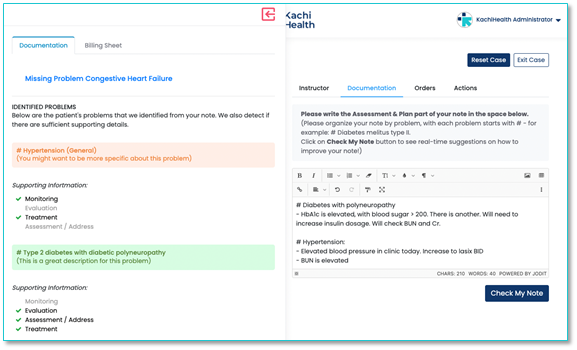 Documentation
Billing Sheet
Missing Problem Congestive Heart Failure
IDENTIFIED PROBLEMS
Below are the patient's problems that we identified from your note. We also detect if
there are sufficient supporting details.
# Hypertension (General)
(You might want to be more specific about this problem)
Supporting Infortmation:
Monitoring
Evaluation
Treatment
Assessment / Address
# Type 2 diabetes with diabetic polyneuropathy
(This is a great description for this problem)
Supporting Infortmation:
Monitoring
Evaluation
Assessment / Address
Treatment
Kachi
Health
KachiHealth Administrator
Reset Case
Exit Case
Instructor
Documentation
Orders
Actions
Please write the Assessment & Plan part of your note in the space below.
(Please organize your note by problem, with each problem starts with # - for
example: # Diabetes melitus type II.
Click on Check My Note button to see real-time suggestions on how to
improve your note!)
# Diabetes with polyneuropathy
- HbA1c is elevated, with blood sugar > 200. There is another. Will need to
increase insulin dosage. Will check BUN and Cr.
# Hypertension:
- Elevated blood pressure in clinic today. Increase to lasix BID
- BUN is elevated
CHARS: 210 WORDS: 40 POWERED BY JODIT
Check My Note